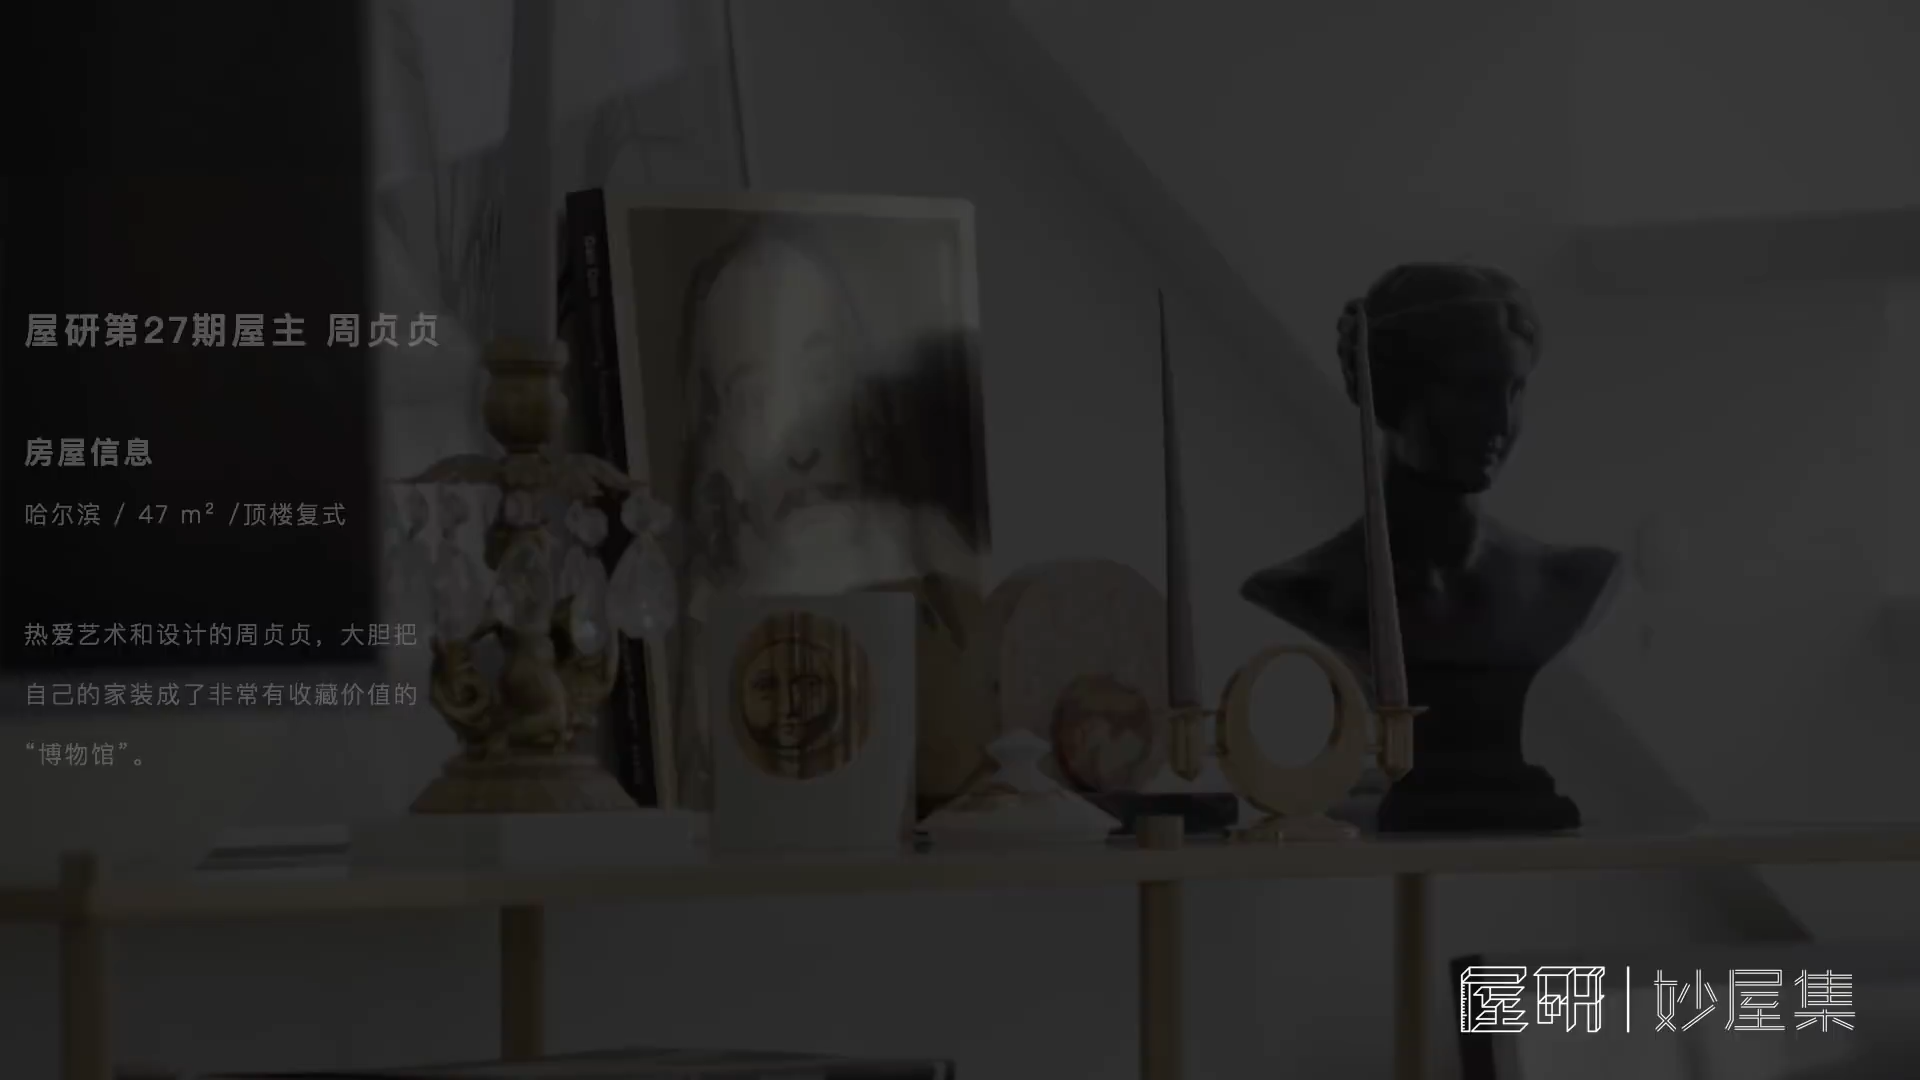 屋研第27期屋主 周贞贞
房屋信息
哈尔滨 / 47 m² /顶楼复式
热爱艺术和设计的周贞贞，大胆把
自己的家装成了非常有收藏价值的
“博物馆”。
屋研｜妙屋集